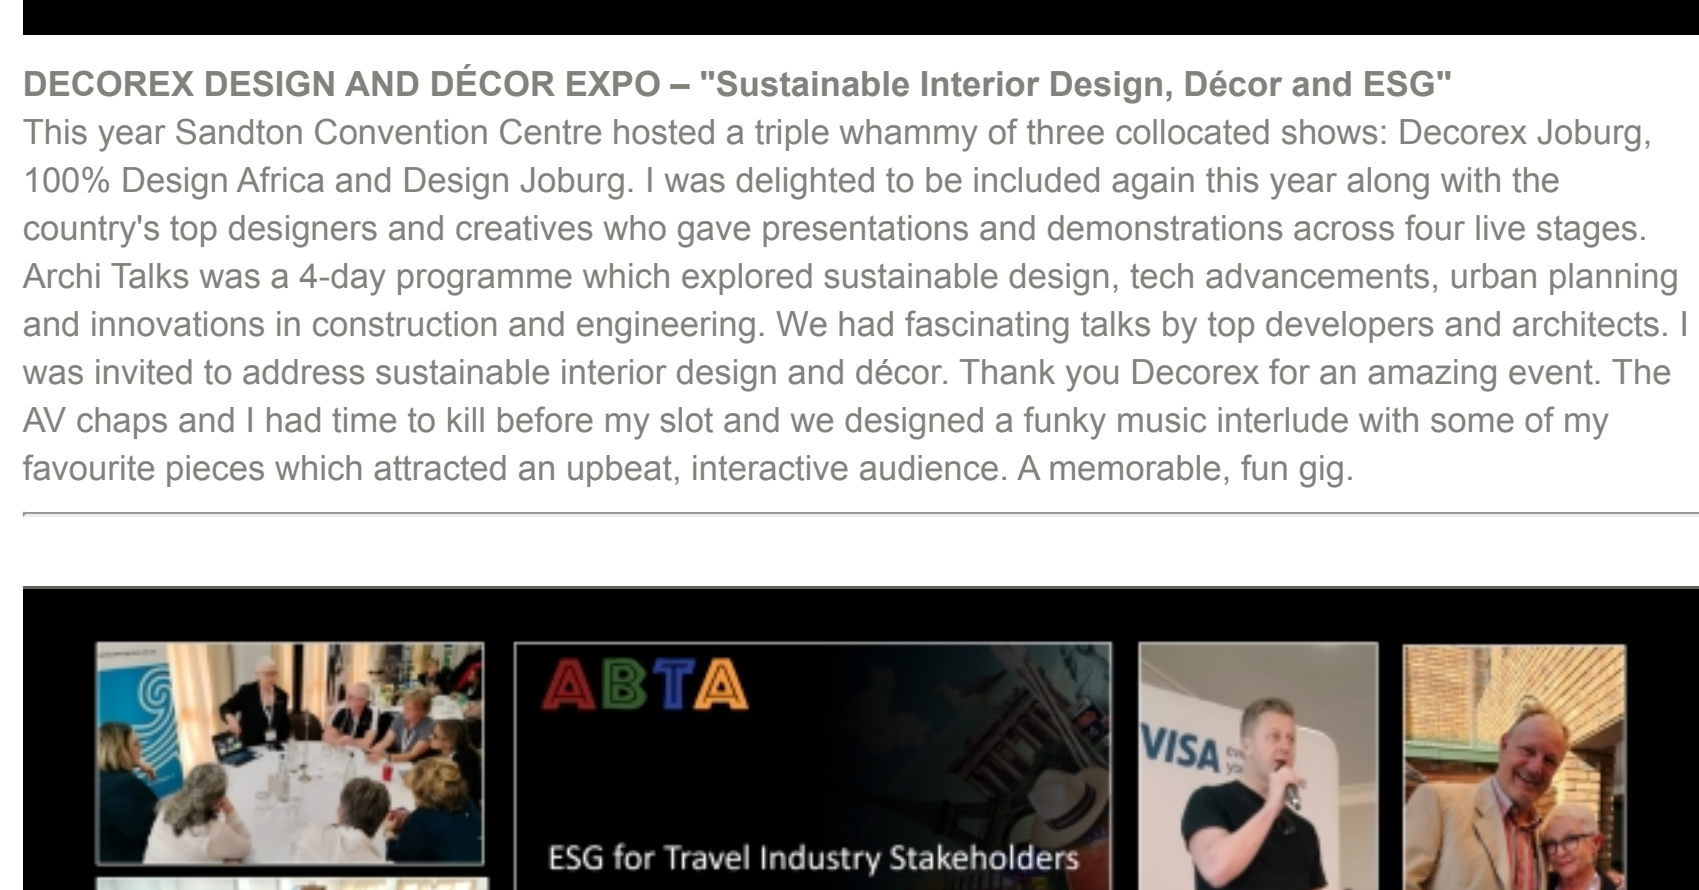 DECOREX DESIGN AND DÉCOR EXPO – "Sustainable Interior Design, Décor and ESG"
This year Sandton Convention Centre hosted a triple whammy of three collocated shows: Decorex Joburg,
100% Design Africa and Design Joburg. I was delighted to be included again this year along with the
country's top designers and creatives who gave presentations and demonstrations across four live stages.
Archi Talks was a 4-day programme which explored sustainable design, tech advancements, urban planning
and innovations in construction and engineering. We had fascinating talks by top developers and architects. I
was invited to address sustainable interior design and décor. Thank you Decorex for an amazing event. The
AV chaps and I had time to kill before my slot and we designed a funky music interlude with some of my
favourite pieces which attracted an upbeat, interactive audience. A memorable, fun gig.
ABTA
VISA
ESG for Travel Industry Stakeholders